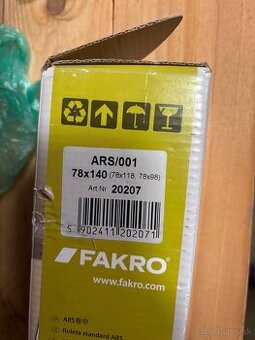 ARS/001
78x140 (78x118, 78x98)
Art.Nr 20207
5 902411 202071
FAKRO
www.fakro.com
ARS
Roleta standard ARS